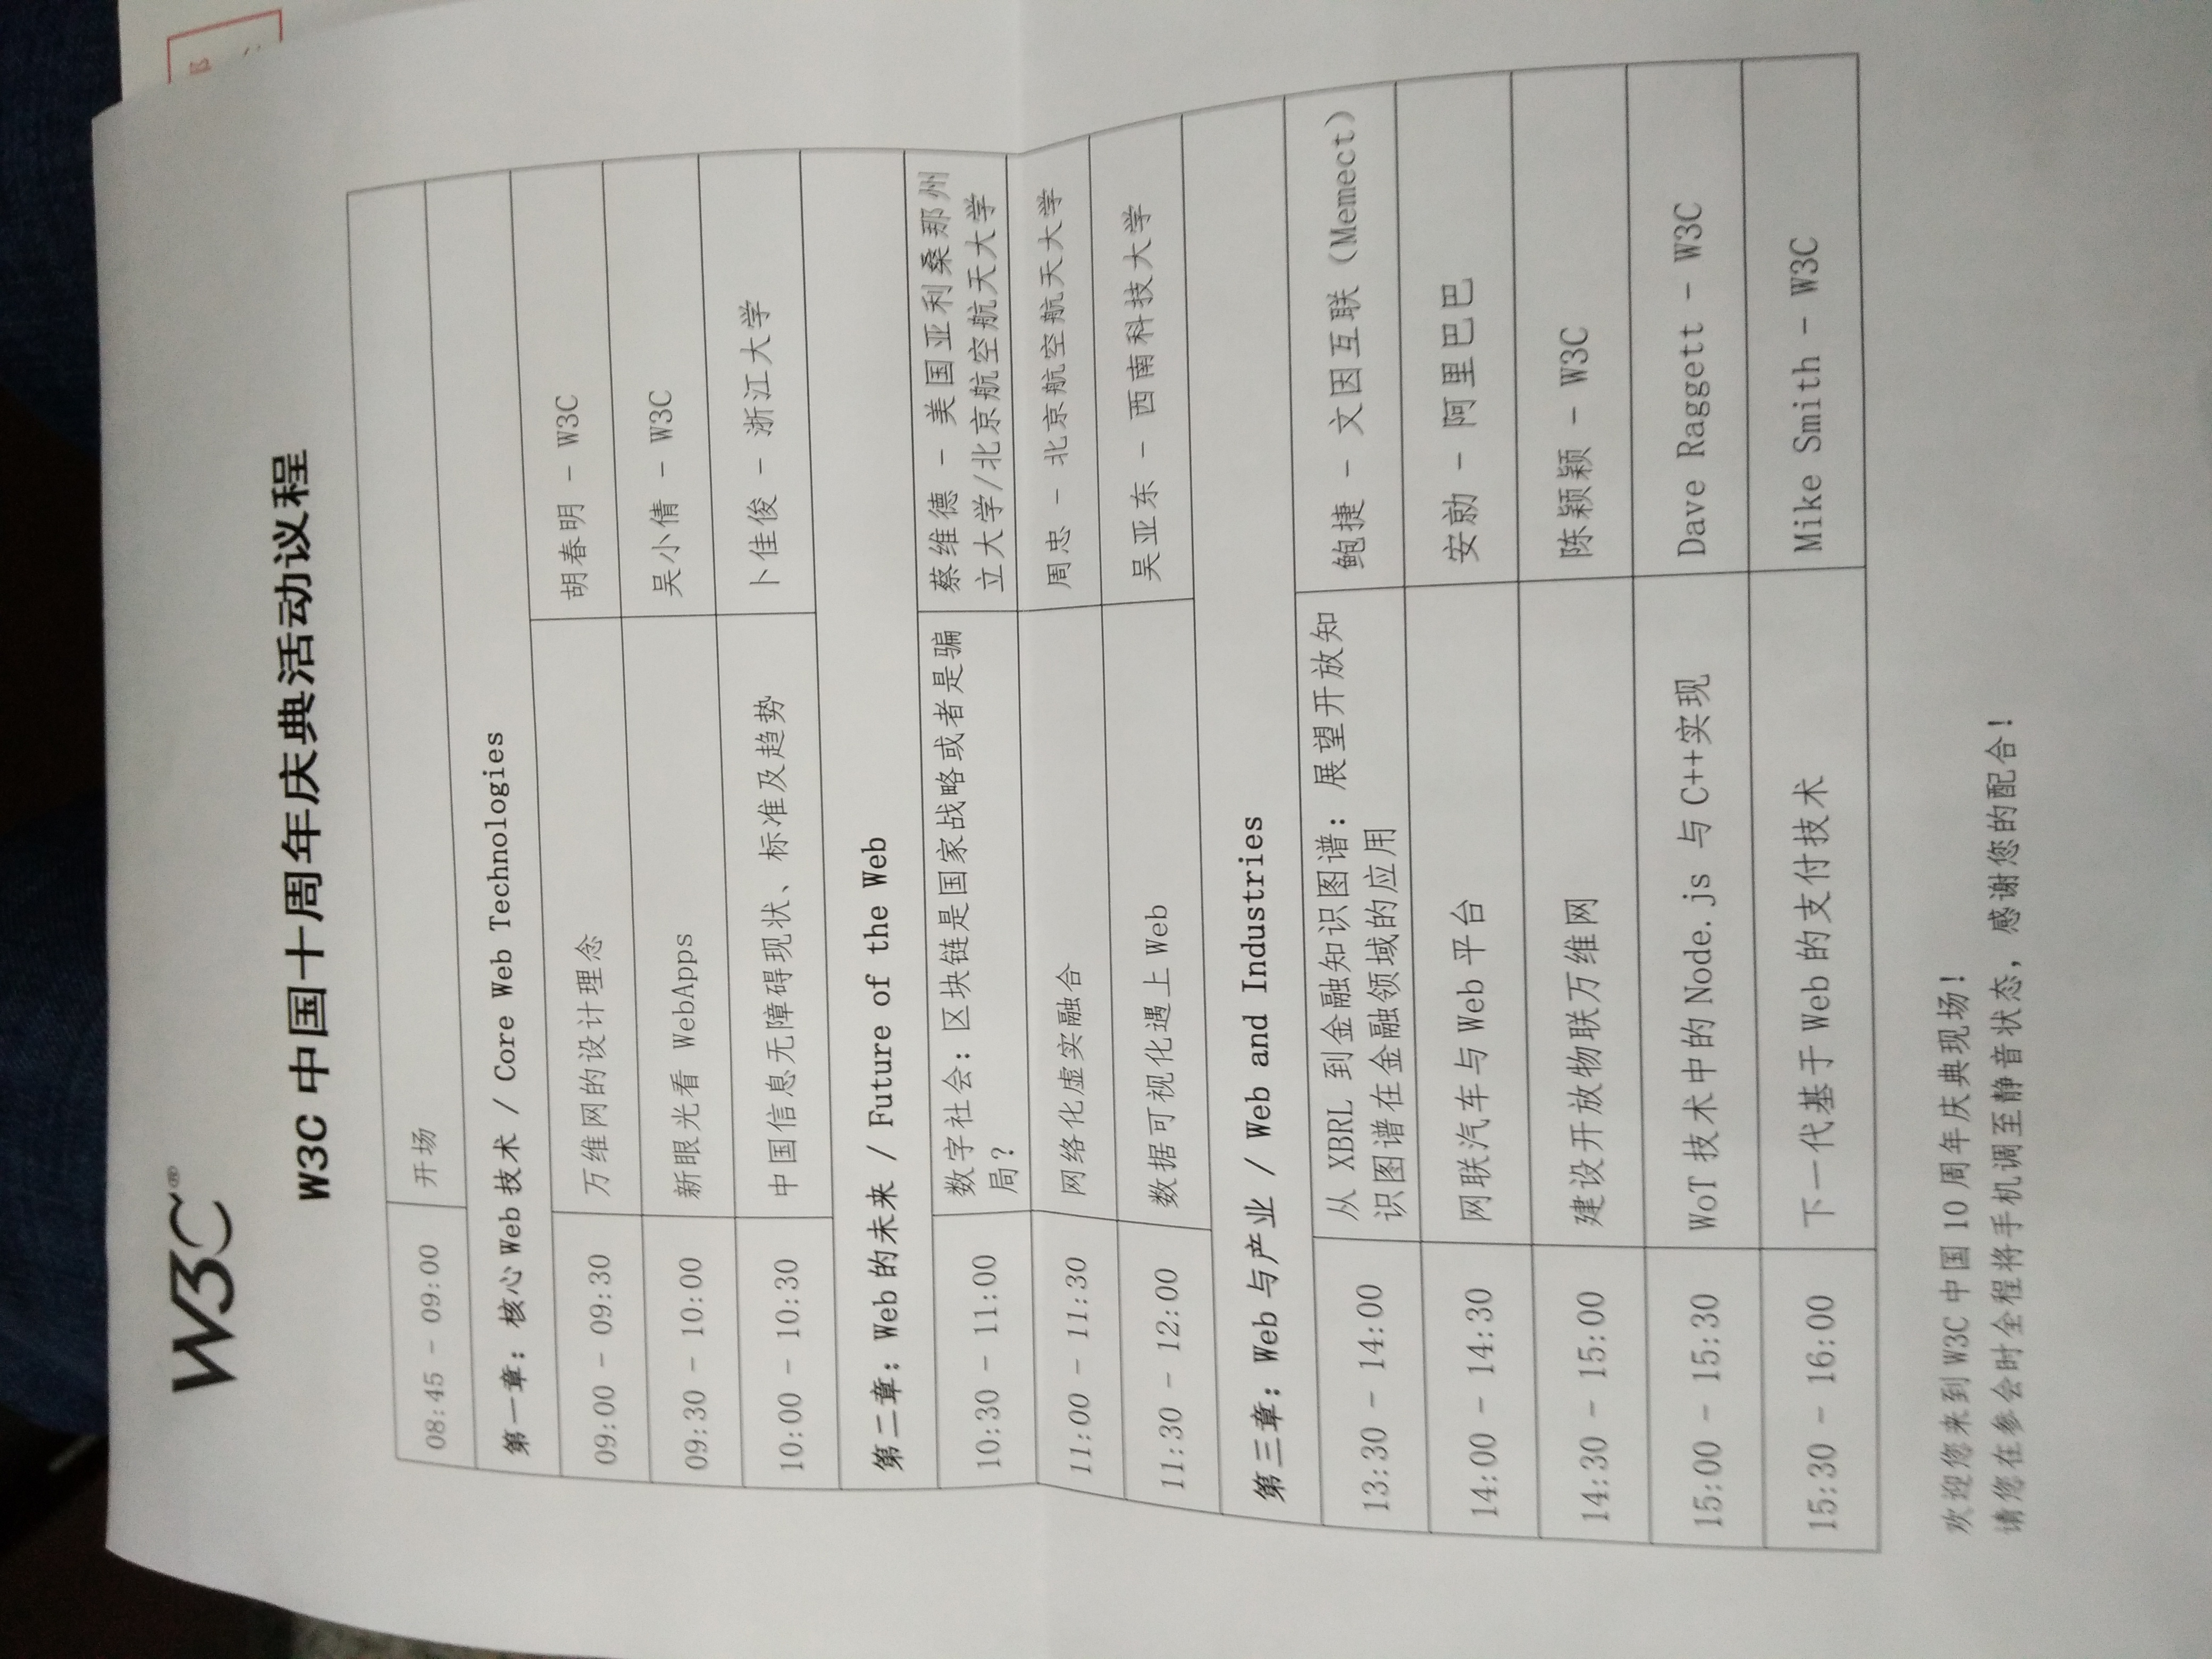 W3C®
W3C 中国十周年庆典活动议程
08:45 - 09:00 开场
第一章：核心 Web 技术 / Core Web Technologies
09:00 - 09:30 万维网的设计理念 胡春明 - W3C
09:30 - 10:00 新眼光看 WebApps 吴小倩 - W3C
10:00 - 10:30 中国信息无障碍现状、标准及趋势 卜佳俊 - 浙江大学
第二章：Web 的未来 / Future of the Web
10:30 - 11:00
数字社会：区块链是国家战略或者是骗
局？
蔡维德 - 美国亚利桑那州
立大学/北京航空航天大学
11:00 - 11:30 网络化虚实融合 周忠 - 北京航空航天大学
11:30 - 12:00 数据可视化遇上 Web 吴亚东 - 西南科技大学
第三章：Web 与产业 / Web and Industries
13:30 - 14:00
从 XBRL 到金融知识图谱：展望开放知
识图谱在金融领域的应用
鲍捷 - 文因互联（Memect）
14:00 - 14:30 网联汽车与 Web 平台 安勍 - 阿里巴巴
14:30 - 15:00 建设开放物联万维网 陈颖颖 - W3C
15:00 - 15:30 WoT 技术中的 Node.js 与 C++实现 Dave Raggett - W3C
15:30 - 16:00 下一代基于 Web 的支付技术 Mike Smith - W3C
欢迎您来到 W3C 中国 10 周年庆典现场！
请您在参会时全程将手机调至静音状态，感谢您的配合！